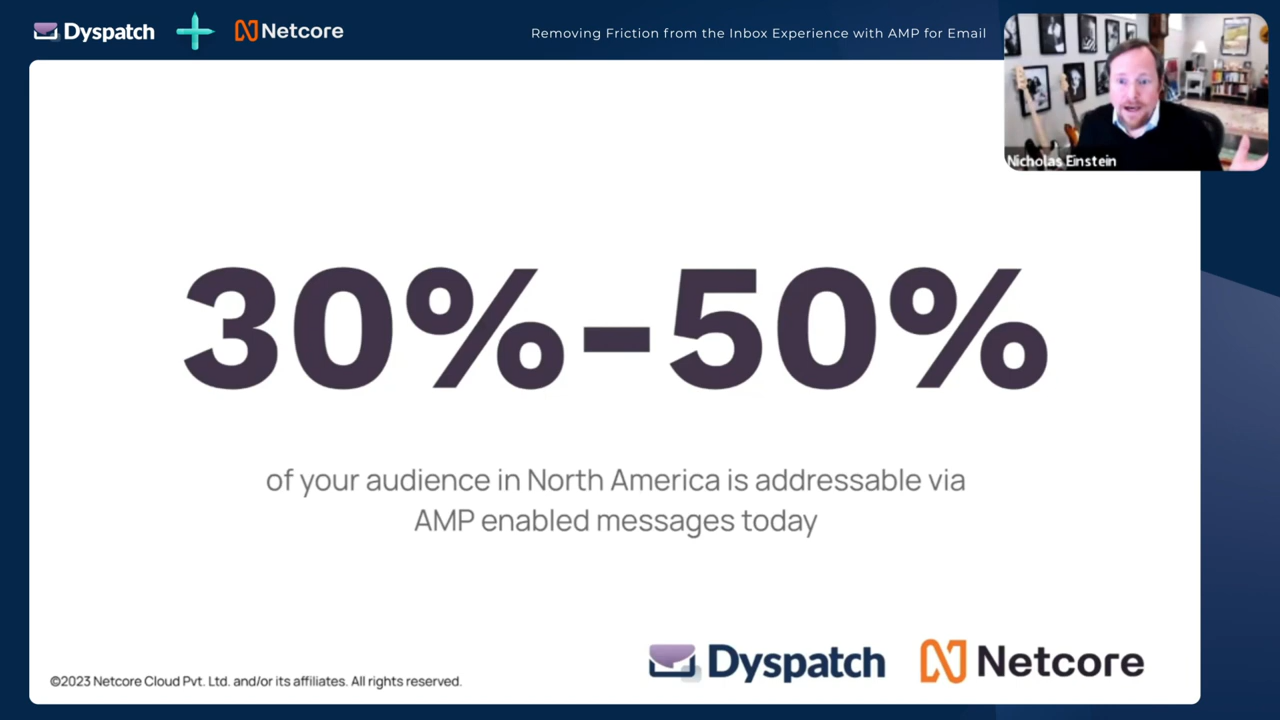 Dyspatch
Netcore
Removing Friction from the Inbox Experience with AMP for Email
Nicholas Einstein
30%-50%
of your audience in North America is addressable via
AMP enabled messages today
Dyspatch
Netcore
©2023 Netcore Cloud Pvt. Ltd. and/or its affiliates. All rights reserved.